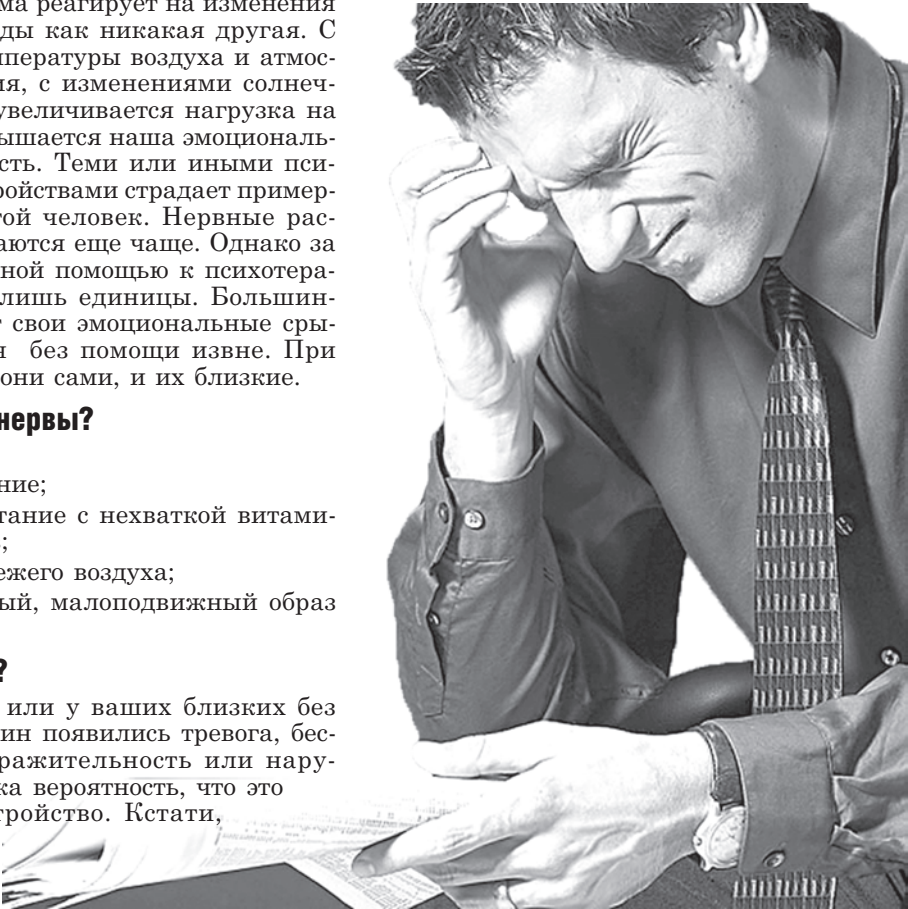 ма реагирует на изменения
ды как никакая другая. С
мпературы воздуха и атмос-
ия, с изменениями солнеч-
увеличивается нагрузка на
ышается наша эмоциональ-
сть. Теми или иными пси-
ройствами страдает пример-
той человек. Нервные рас-
аются еще чаще. Однако за
ной помощью к психотера-
лишь единицы. Большин-
т свои эмоциональные сры-
я без помощи извне. При
они сами, и их близкие.
нервы?
ние;
тание с нехваткой витами-
;
ежего воздуха;
ый, малоподвижный образ
?
или у ваших близких без
ин появились тревога, бес-
ражительность или нару-
ка вероятность, что это
тройство. Кстати,